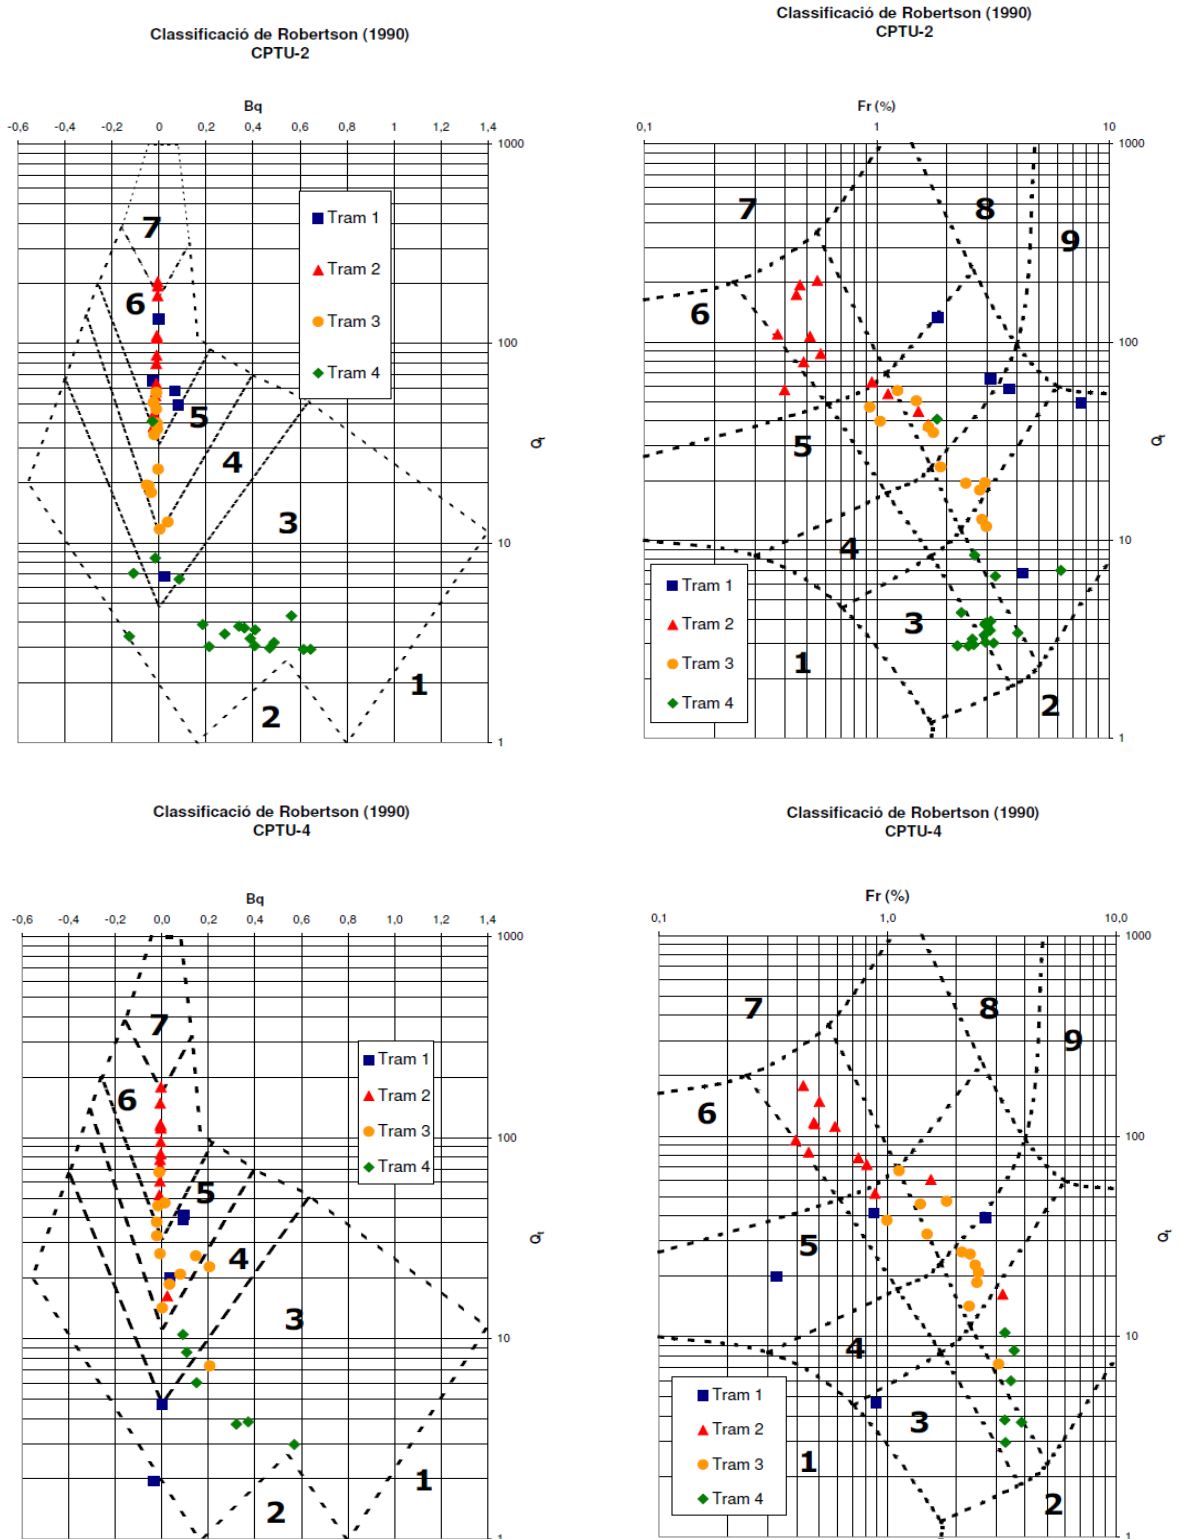 Classificació de Robertson (1990)
CPTU-2
Bq
-0,6 -0,4 -0,2 0 0,2 0,4 0,6 0,8 1 1,2 1,4
1000
100
10
1
Qt
7
6
5
4
3
2
1
Tram 1
Tram 2
Tram 3
Tram 4
Classificació de Robertson (1990)
CPTU-2
Fr (%)
0,1 1 10
1000
100
10
1
Qt
7
8
9
6
5
4
3
1
2
Tram 1
Tram 2
Tram 3
Tram 4
Classificació de Robertson (1990)
CPTU-4
Bq
-0,6 -0,4 -0,2 0,0 0,2 0,4 0,6 0,8 1,0 1,2 1,4
1000
100
10
1
Qt
7
6
5
4
3
1
2
Tram 1
Tram 2
Tram 3
Tram 4
Classificació de Robertson (1990)
CPTU-4
Fr (%)
0,1 1,0 10,0
1000
100
10
1
Qt
7
8
9
6
5
4
3
1
2
Tram 1
Tram 2
Tram 3
Tram 4